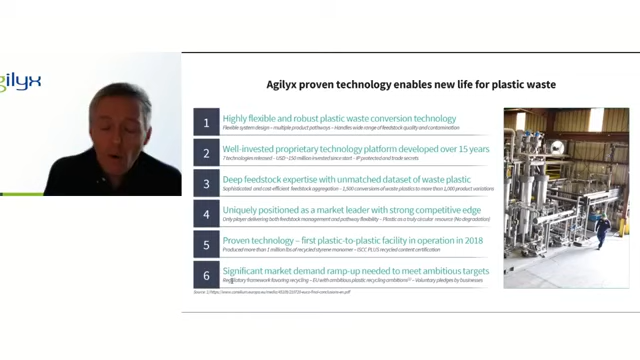 gilyx
Agilyx proven technology enables new life for plastic waste
1
Highly flexible and robust plastic waste conversion technology
Flexible system design – multiple product pathways – Handles wide range of feedstock quality and contamination
2
Well-invested proprietary technology platform developed over 15 years
7 technologies released – USD ~150 million invested since start – IP protected and trade secrets
3
Deep feedstock expertise with unmatched dataset of waste plastic
Sophisticated and cost efficient feedstock aggregation – conversions of waste plastics to more than 1,000 product variations
4
Uniquely positioned as a market leader with strong competitive edge
Only player delivering both feedstock management and pathway flexibility – Plastic as a truly circular resource (No degradation)
5
Proven technology – first plastic-to-plastic facility in operation in 2018
Produced more than 1 million lbs of recycled styrene monomer – ISCC PLUS recycled content certification
6
Significant market demand ramp-up needed to meet ambitious targets
Regulatory framework favoring recycling – EU with ambitious plastic recycling ambitions – Voluntary pledges by businesses
Source: